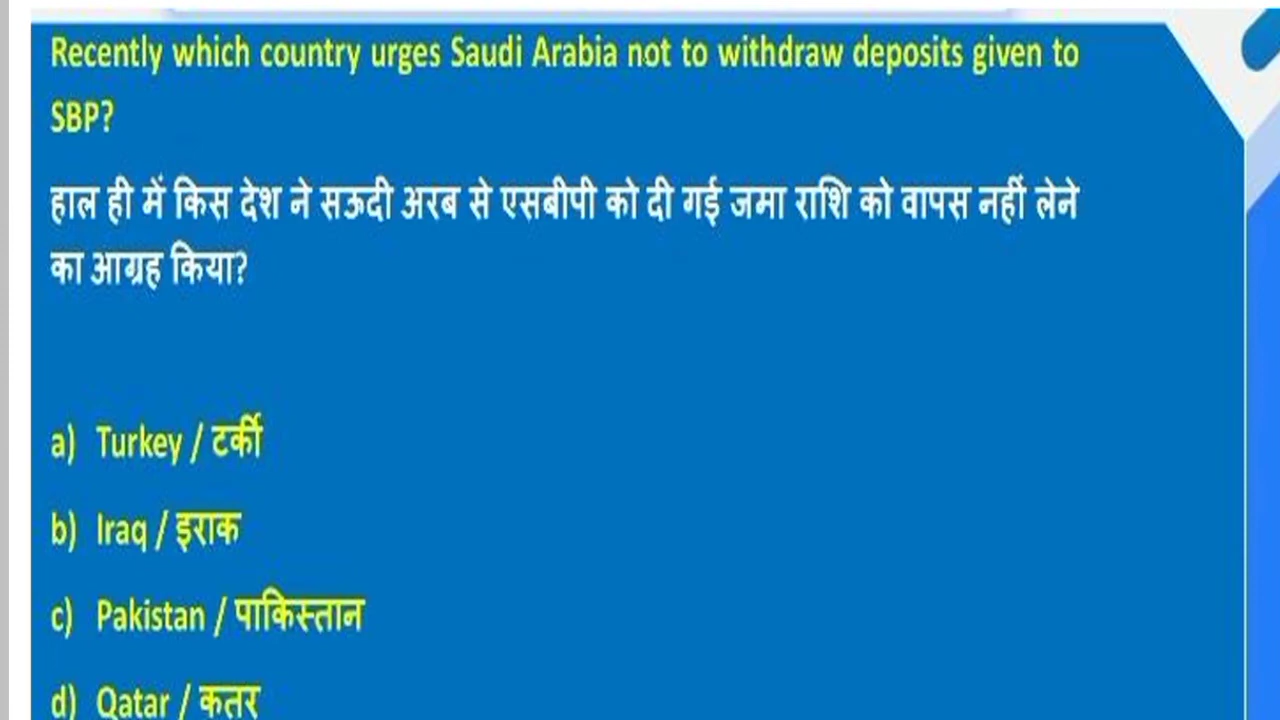 Recently which country urges Saudi Arabia not to withdraw deposits given to
SBP?
हाल ही में किस देश ने सऊदी अरब से एसबीपी को दी गई जमा राशि को वापस नहीं लेने
का आग्रह किया?
a) Turkey / टर्की
b) Iraq / इराक
c) Pakistan / पाकिस्तान
d) Qatar / कतर